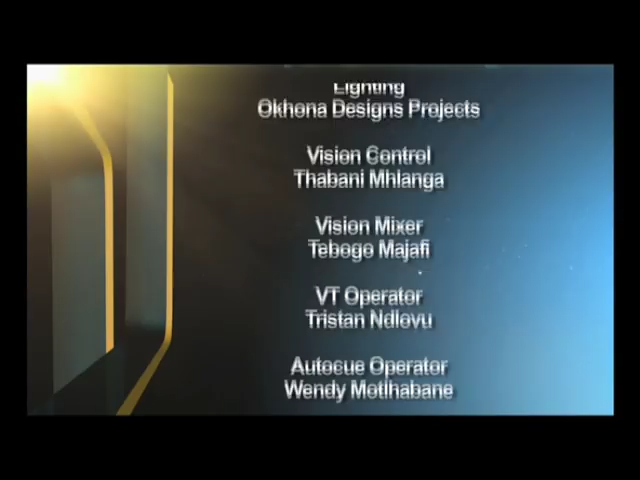 Lighting
Okhona Designs Projects
Vision Control
Thabani Mhlanga
Vision Mixer
Tebogo Majafi
VT Operator
Tristan Ndlovu
Autocue Operator
Wendy Motlhabane